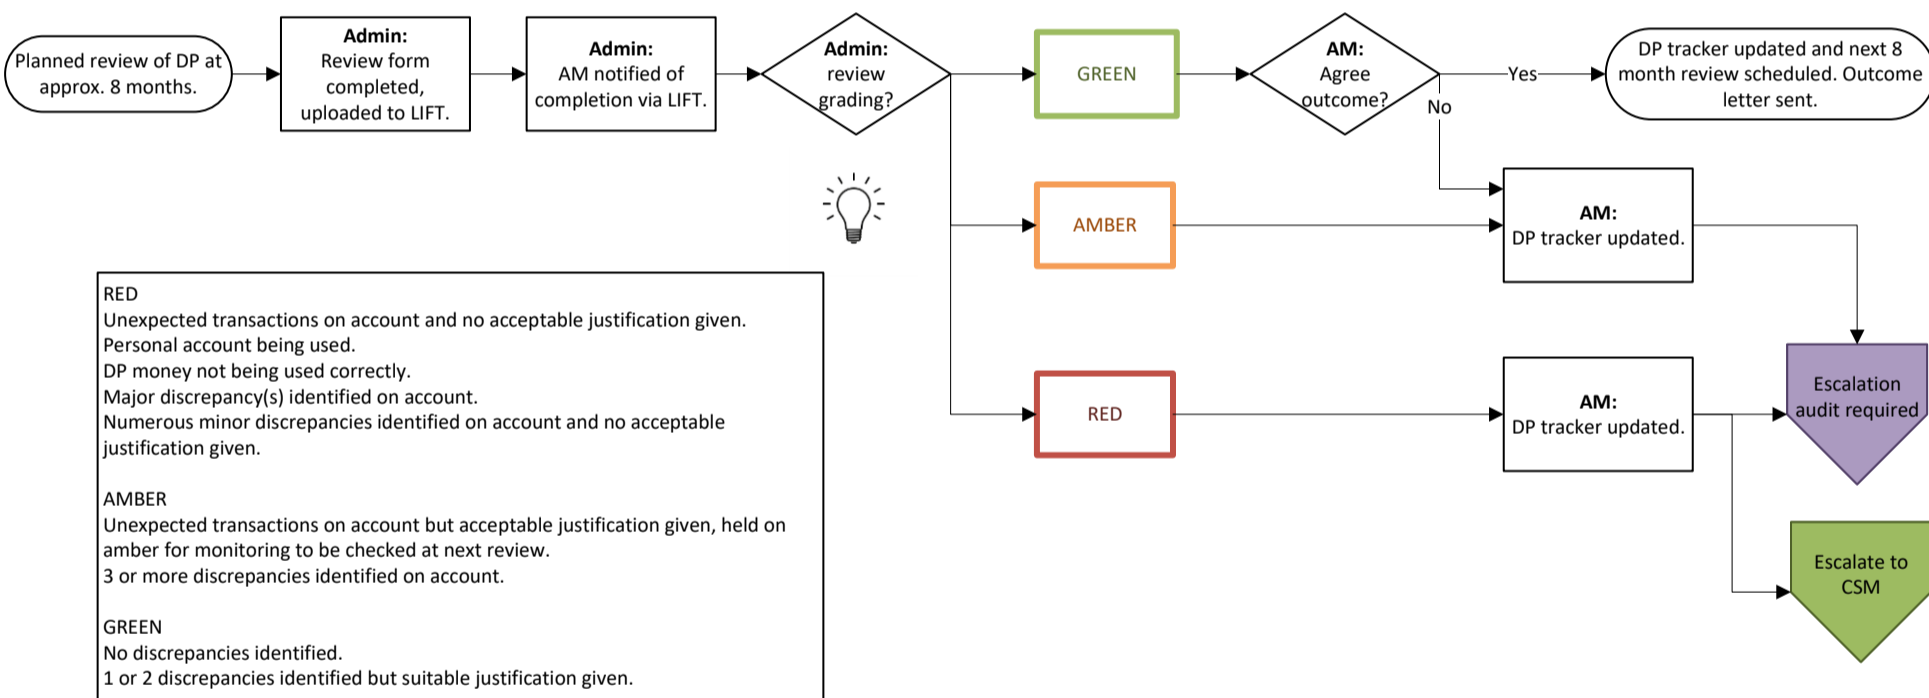 Planned review of DP at
approx. 8 months.
Admin:
Review form
completed,
uploaded to LIFT.
Admin:
AM notified of
completion via LIFT.
Admin:
review
grading?
GREEN
AM:
Agree
outcome?
Yes
No
DP tracker updated and next 8
month review scheduled. Outcome
letter sent.
AMBER
AM:
DP tracker updated.
RED
AM:
DP tracker updated.
Escalation
audit required
Escalate to
CSM
RED
Unexpected transactions on account and no acceptable justification given.
Personal account being used.
DP money not being used correctly.
Major discrepancy(s) identified on account.
Numerous minor discrepancies identified on account and no acceptable
justification given.
AMBER
Unexpected transactions on account but acceptable justification given, held on
amber for monitoring to be checked at next review.
3 or more discrepancies identified on account.
GREEN
No discrepancies identified.
1 or 2 discrepancies identified but suitable justification given.